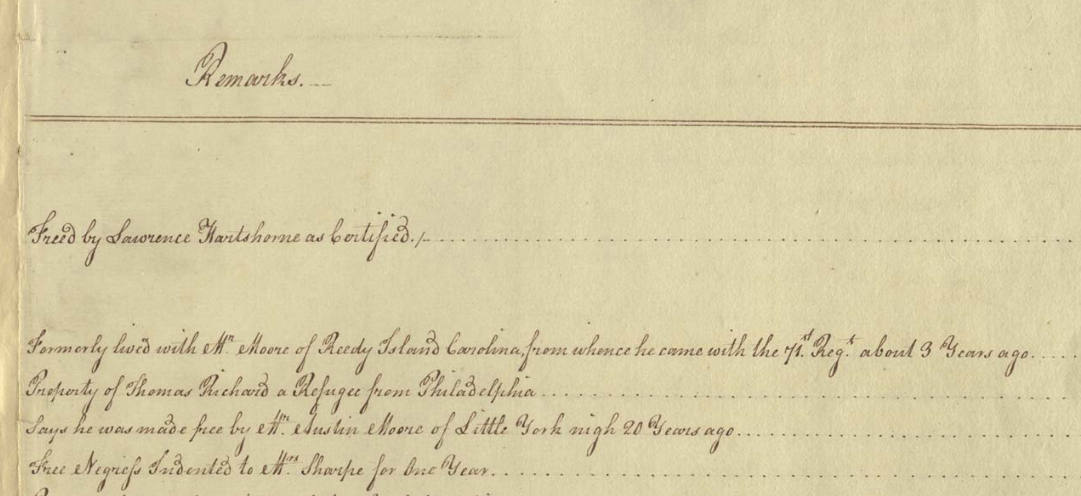 Remarks.
Freed by Lawrence Hartshorne as Certified./
Formerly lived with Mr. Moore of Reedy Island Carolina, from whence he came with the 71st Regt. about 3 Years ago.....
Property of Thomas Richard a Refugee from Philadelphia
Says he was made free by Mr. Austin Moore of Little York nigh 20 Years ago
Free Negress Indented to Mrs. Sharpe for One Year